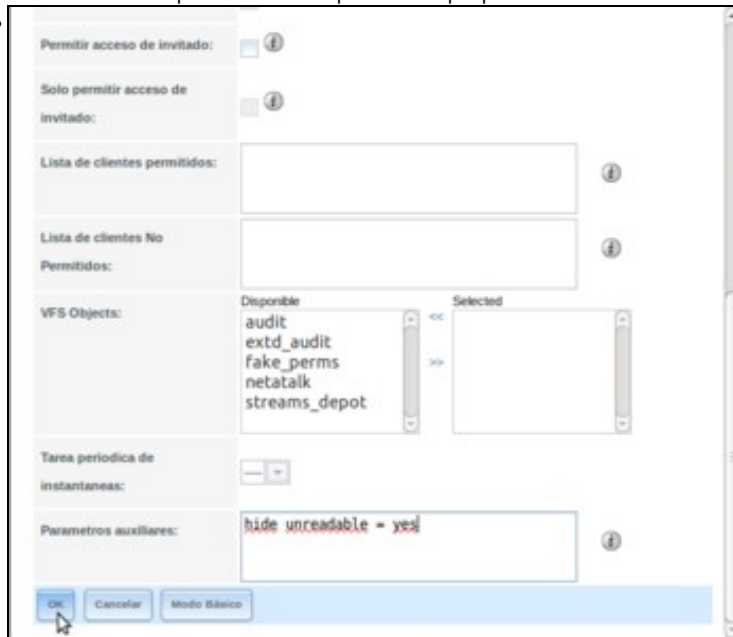 Permitir acceso de invitado:
Solo permitir acceso de
invitado:
Lista de clientes permitidos:
Lista de clientes No
Permitidos:
VFS Objects:
Disponible
Selected
audit
extd_audit
fake_perms
netatalk
streams_depot
<<
>>
Tarea periodica de
instantaneas:
Parametros auxiliares:
hide unreadable = yes
OK Cancelar Modo Básico